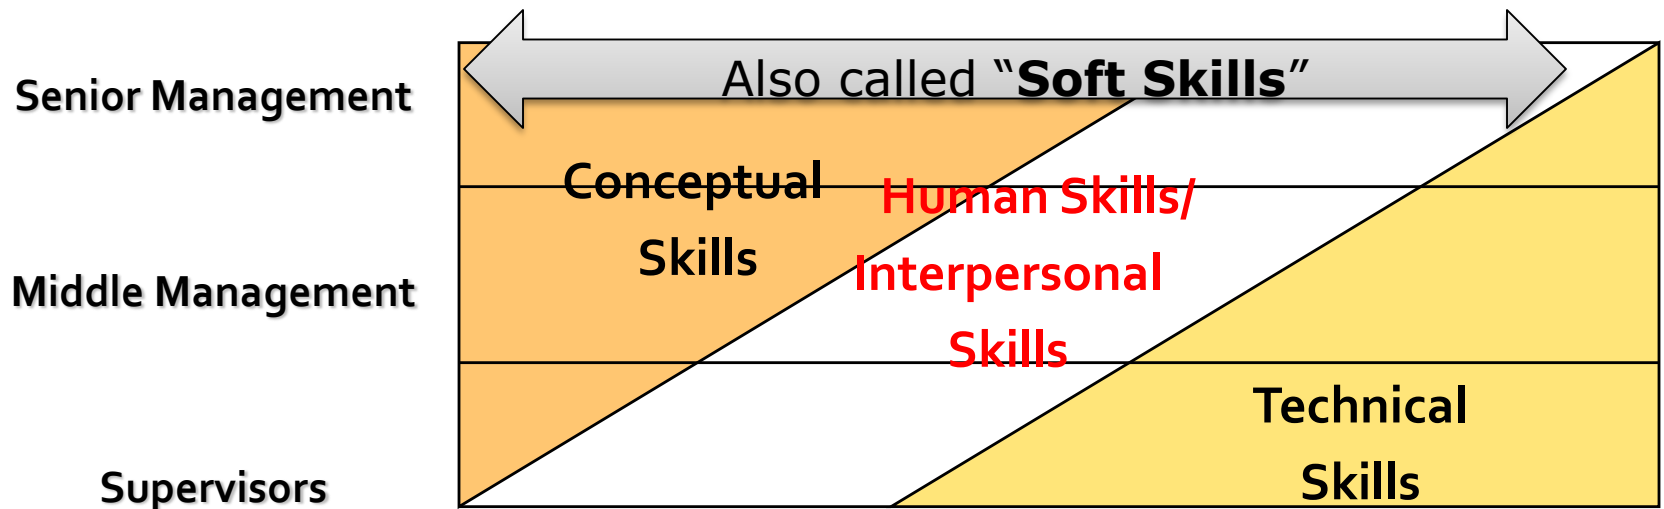 Also called “Soft Skills”
Senior Management
Conceptual
Skills
Human Skills/
Interpersonal
Skills
Middle Management
Technical
Skills
Supervisors